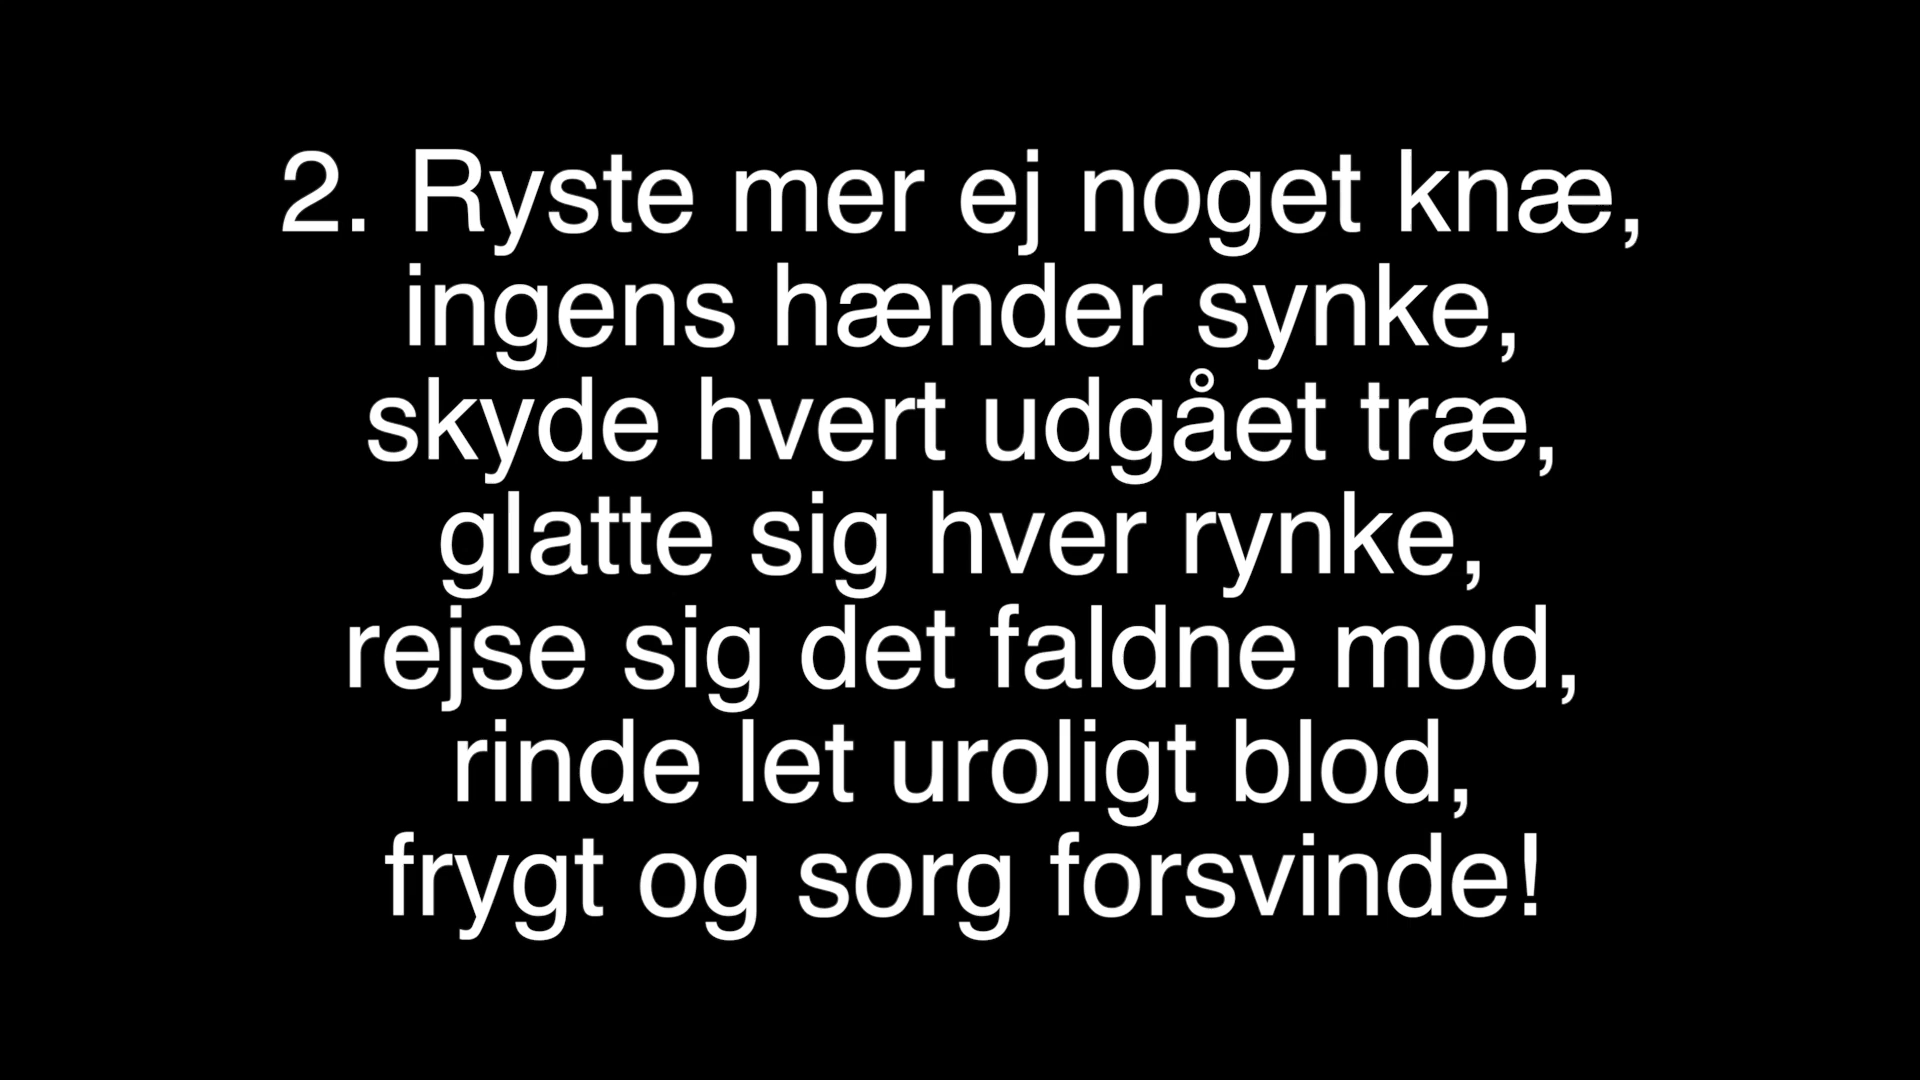 2. Ryste mer ej noget knæ,
ingens hænder synke,
skyde hvert udgået træ,
glatte sig hver rynke,
rejse sig det faldne mod,
rinde let uroligt blod,
frygt og sorg forsvinde!